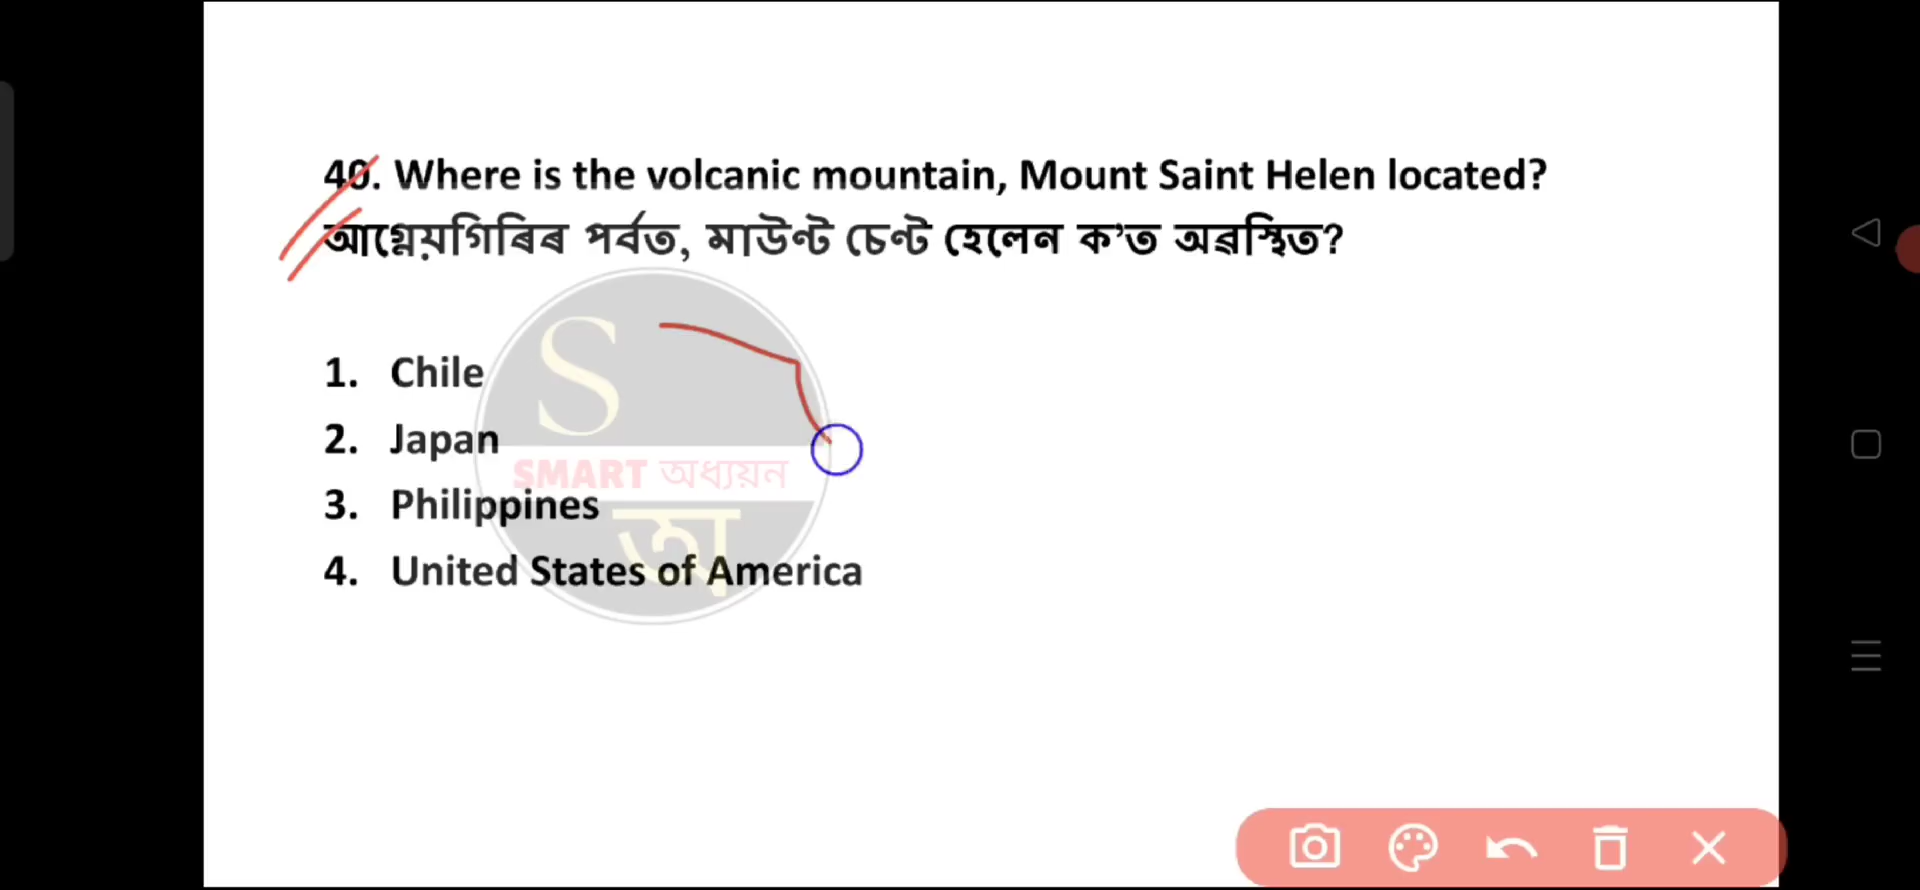 40. Where is the volcanic mountain, Mount Saint Helen located?
আগ্নেয়গিৰিৰ পৰ্বত, মাউণ্ট চেণ্ট হেলেন ক’ত অৱস্থিত?
1. Chile
2. Japan
3. Philippines
4. United States of America
S
SMART অধ্যয়ন
অ